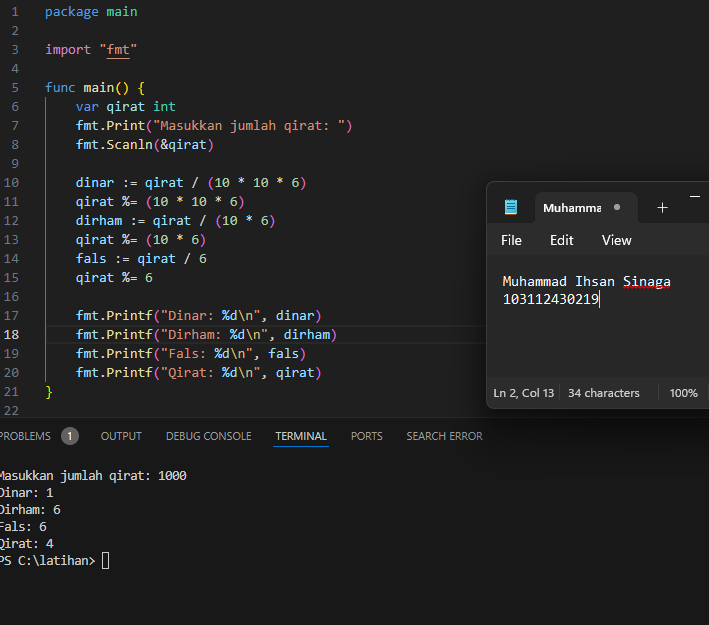 1 package main
2
3 import "fmt"
4
5 func main() {
6 var qirat int
7 fmt.Print("Masukkan jumlah qirat: ")
8 fmt.Scanln(&qirat)
9
10 dinar := qirat / (10 * 10 * 6)
11 qirat %= (10 * 10 * 6)
12 dirham := qirat / (10 * 6)
13 qirat %= (10 * 6)
14 fals := qirat / 6
15 qirat %= 6
16
17 fmt.Printf("Dinar: %d\n", dinar)
18 fmt.Printf("Dirham: %d\n", dirham)
19 fmt.Printf("Fals: %d\n", fals)
20 fmt.Printf("Qirat: %d\n", qirat)
21 }
22
Muhamma
File Edit View
Muhammad Ihsan Sinaga
103112430219
Ln 2, Col 13 34 characters 100%
PROBLEMS 1 OUTPUT DEBUG CONSOLE TERMINAL PORTS SEARCH ERROR
Masukkan jumlah qirat: 1000
Dinar: 1
Dirham: 6
Fals: 6
Qirat: 4
PS C:\latihan>